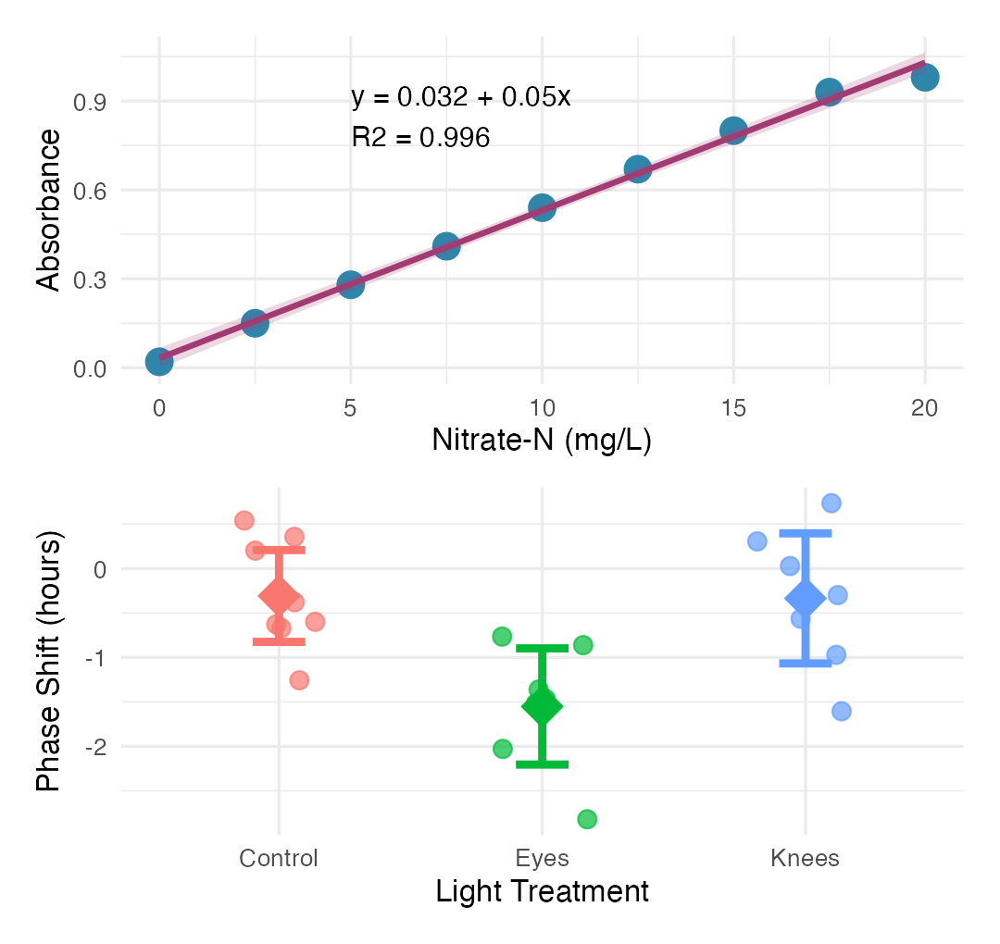 y = 0.032 + 0.05x
R2 = 0.996
Absorbance
0.9
0.6
0.3
0.0
0 5 10 15 20
Nitrate-N (mg/L)
Phase Shift (hours)
0
-1
-2
Control Eyes Knees
Light Treatment